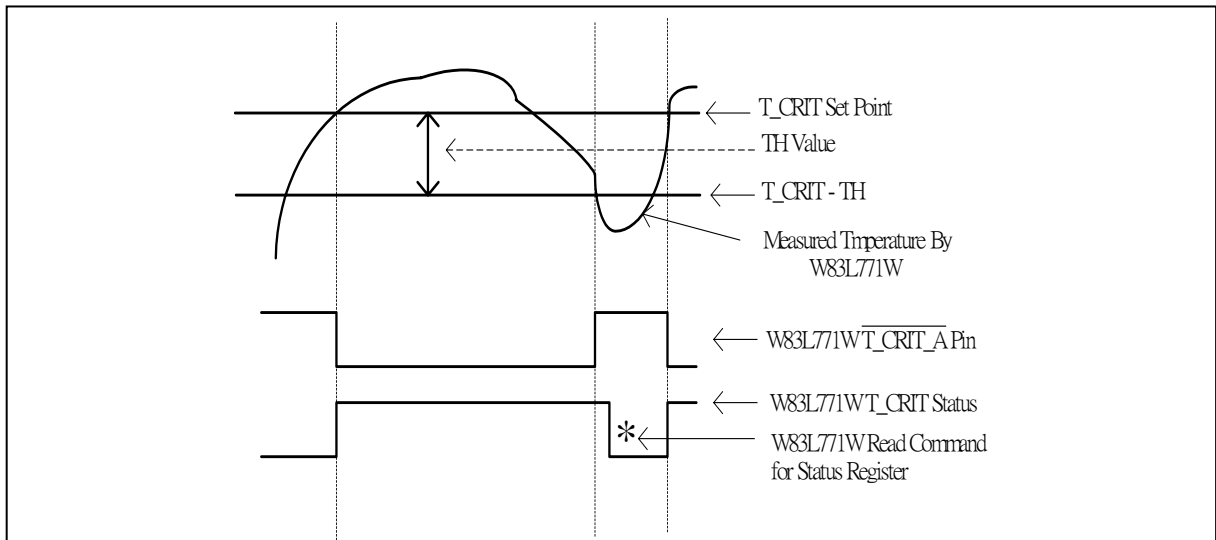 T_CRIT Set Point
TH Value
T_CRIT - TH
Measured Tmperature By
W83L771W
W83L771W T_CRIT_A Pin
W83L771W T_CRIT Status
*
W83L771W Read Command
for Status Register